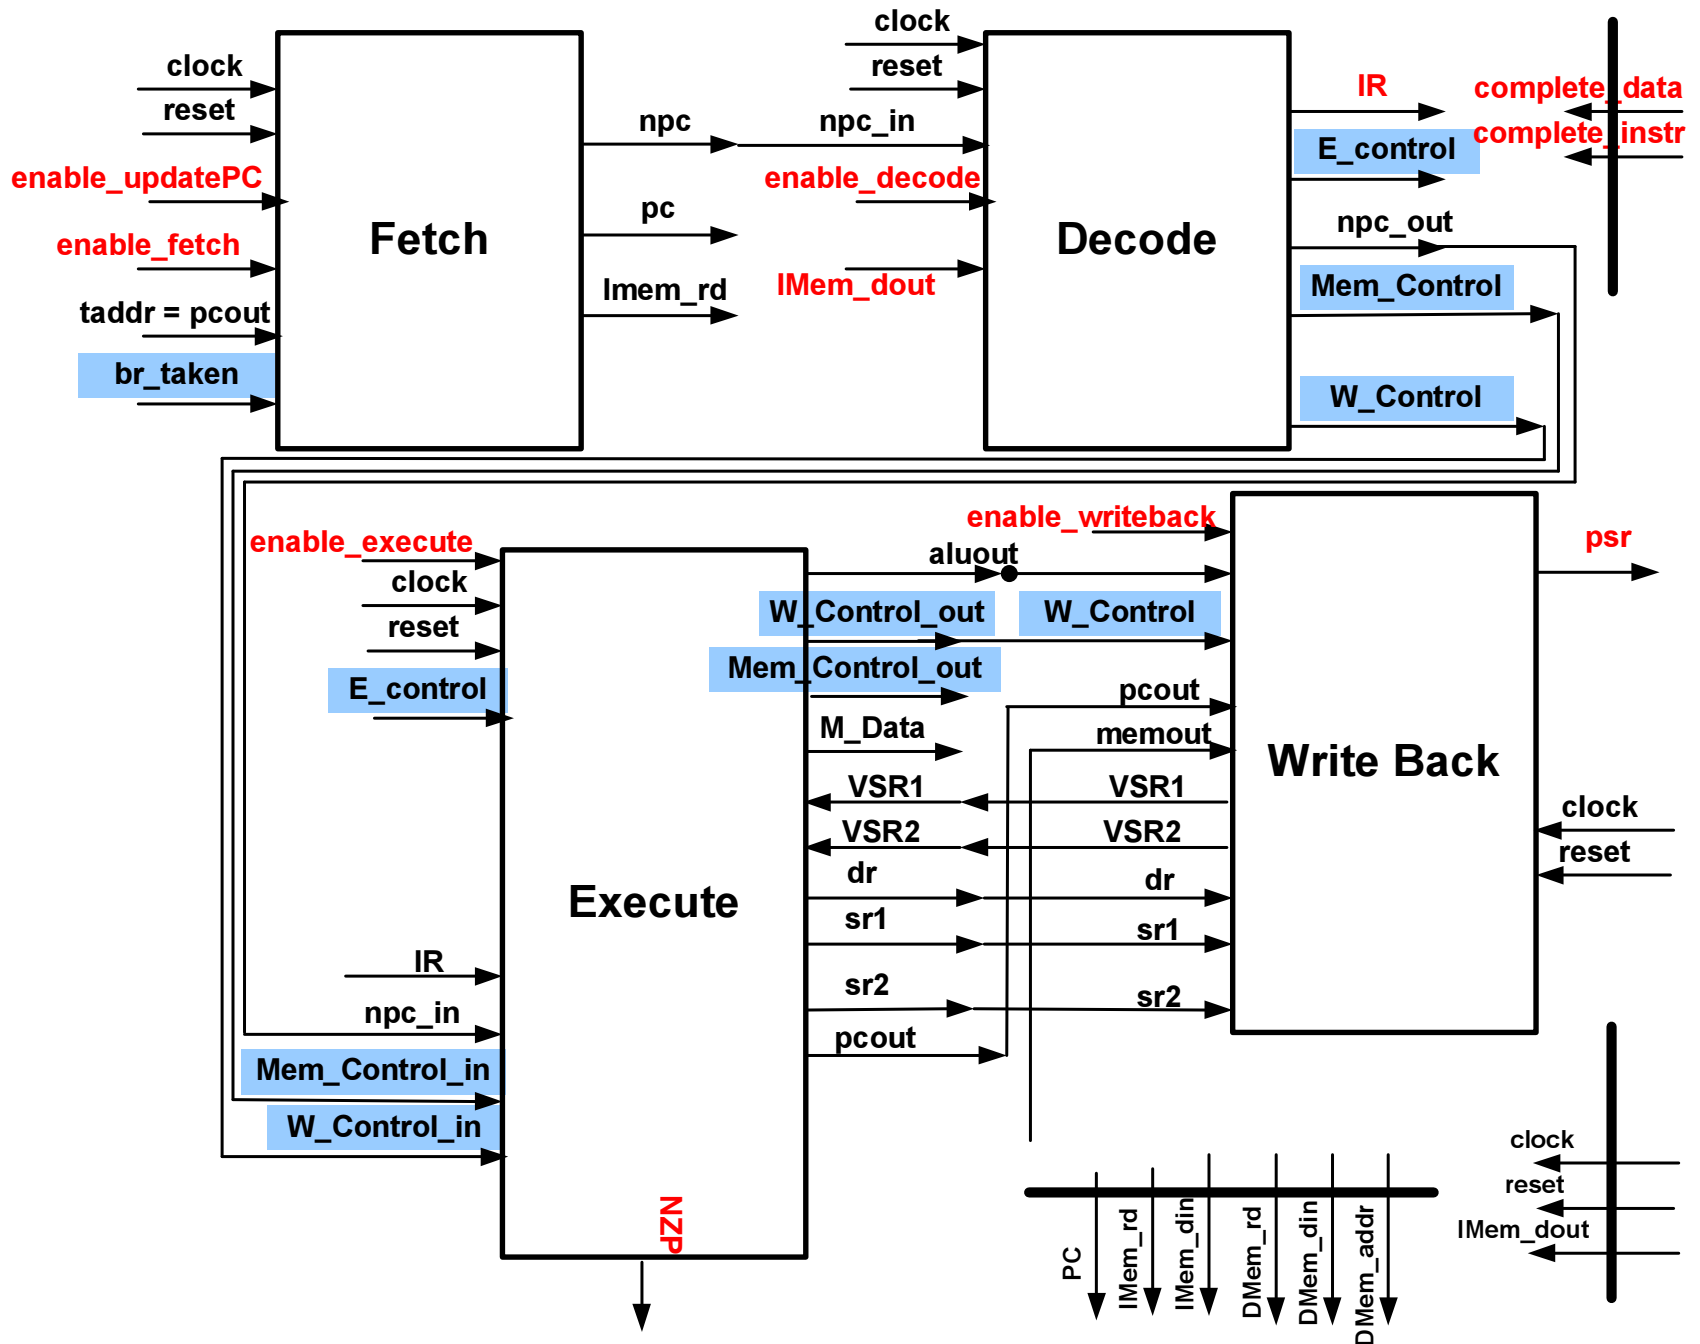 clock
reset
enable_updatePC
enable_fetch
taddr = pcout
br_taken
Fetch
npc
pc
Imem_rd
clock
reset
npc_in
enable_decode
IMem_dout
Decode
IR
E_control
npc_out
Mem_Control
W_Control
complete_data
complete_instr
enable_execute
clock
reset
E_control
IR
npc_in
Mem_Control_in
W_Control_in
Execute
NZP
aluout
W_Control_out
Mem_Control_out
M_Data
VSR1
VSR2
dr
sr1
sr2
pcout
enable_writeback
W_Control
pcout
memout
VSR1
VSR2
dr
sr1
sr2
Write Back
psr
clock
reset
PC
IMem_rd
IMem_din
DMem_rd
DMem_din
DMem_addr
clock
reset
IMem_dout